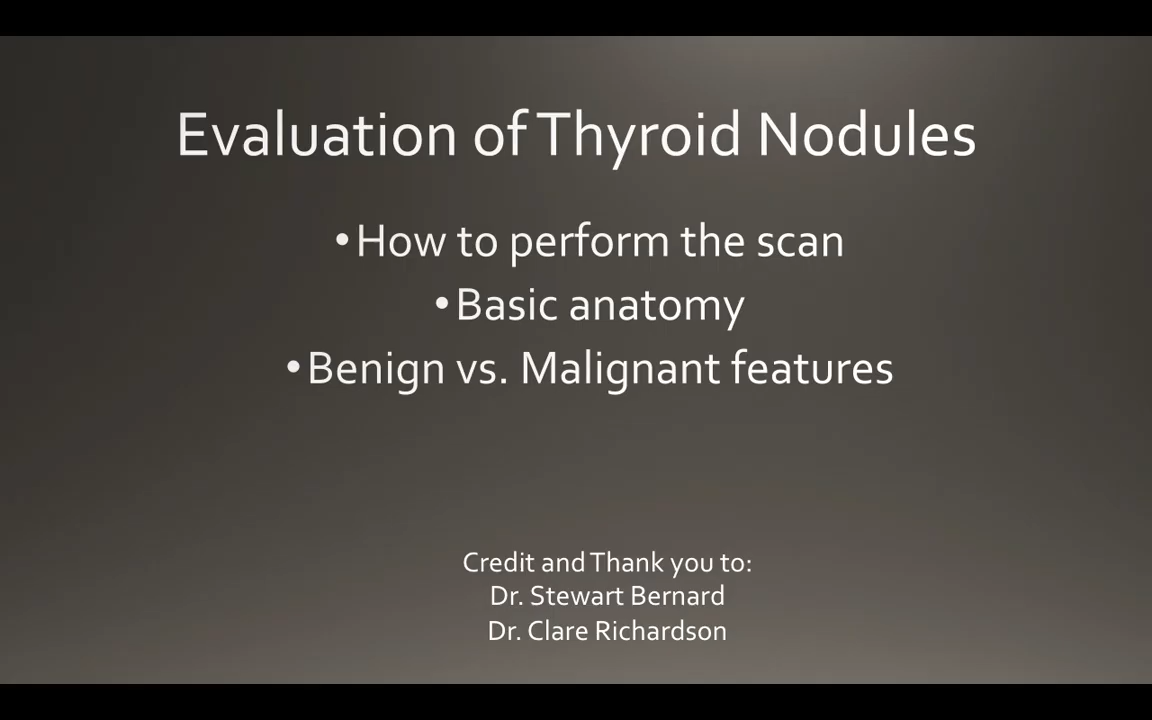 Evaluation of Thyroid Nodules
•How to perform the scan
•Basic anatomy
•Benign vs. Malignant features
Credit and Thank you to:
Dr. Stewart Bernard
Dr. Clare Richardson